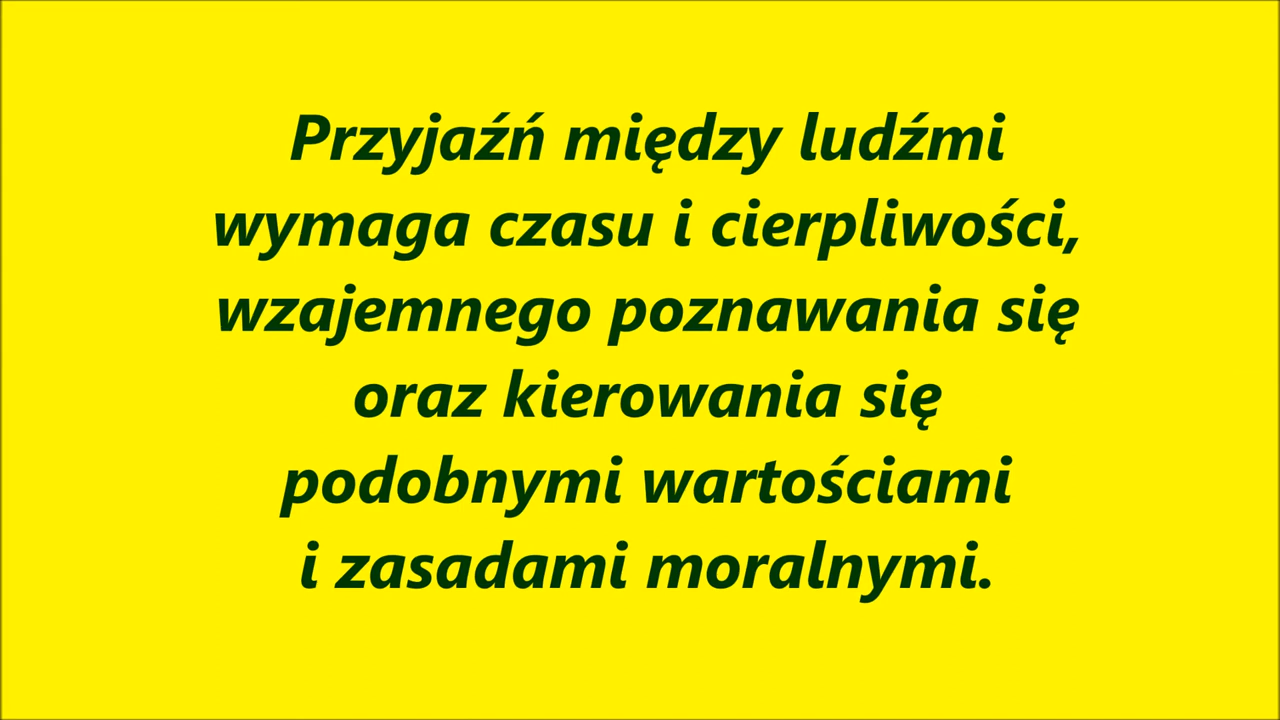 Przyjaźń między ludźmi
wymaga czasu i cierpliwości,
wzajemnego poznawania się
oraz kierowania się
podobnymi wartościami
i zasadami moralnymi.